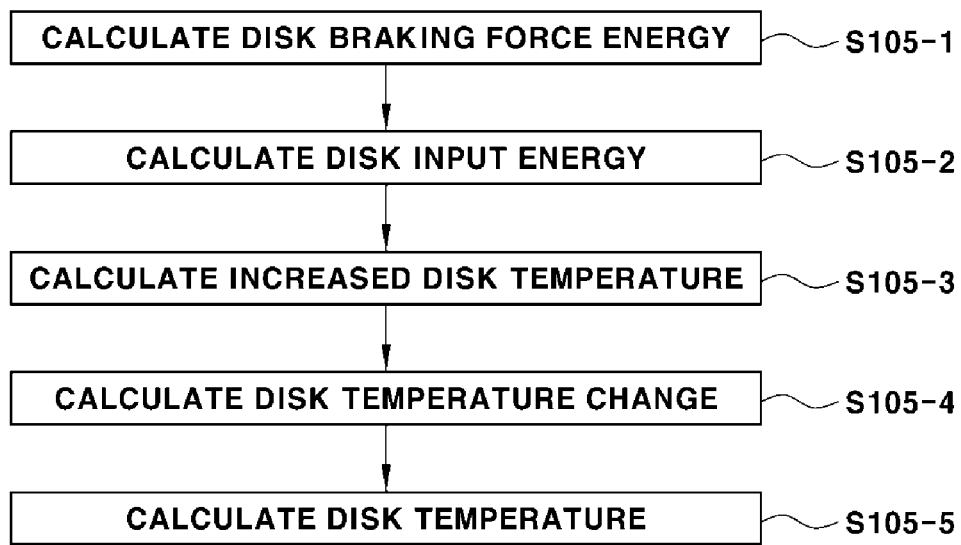 CALCULATE DISK BRAKING FORCE ENERGY S105-1
CALCULATE DISK INPUT ENERGY S105-2
CALCULATE INCREASED DISK TEMPERATURE S105-3
CALCULATE DISK TEMPERATURE CHANGE S105-4
CALCULATE DISK TEMPERATURE S105-5